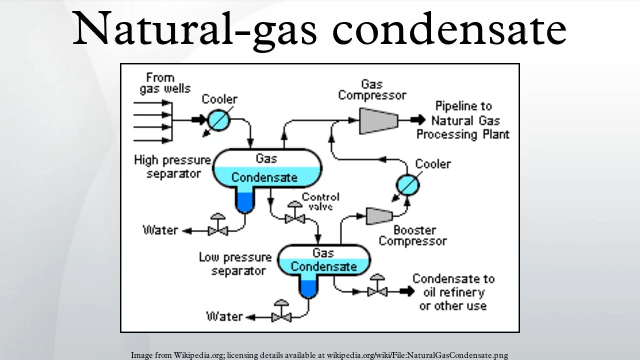 Natural-gas condensate
From
gas wells
Cooler
Gas
Compressor
Pipeline to
Natural Gas
Processing Plant
High pressure
separator
Gas
Condensate
Cooler
Control
valve
Water
Booster
Compressor
Low pressure
separator
Gas
Condensate
Condensate to
oil refinery
or other use
Water
Image from Wikipedia.org; licensing details available at wikipedia.org/wiki/File:NaturalGasCondensate.png